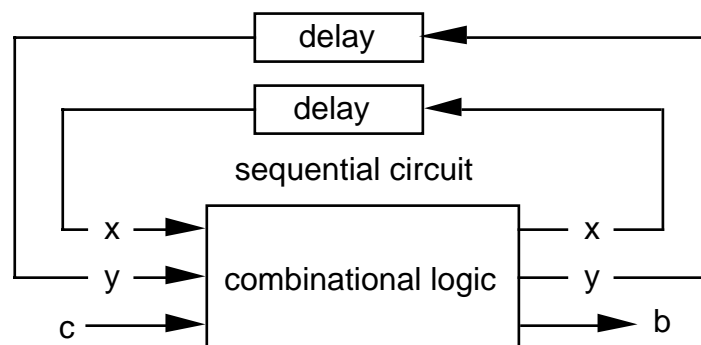 delay
delay
sequential circuit
x
x
y
combinational logic
y
c
b